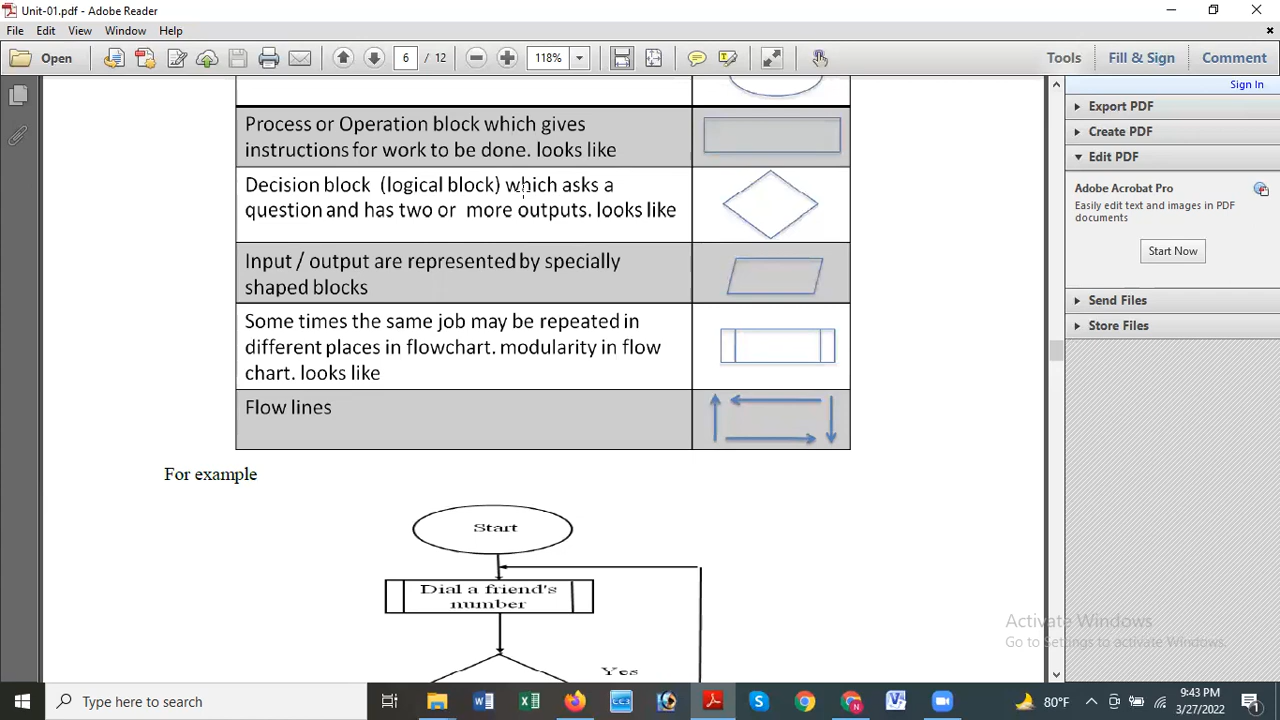 Unit-01.pdf - Adobe Reader
File Edit View Window Help
Open 6 / 12 118% Tools Fill & Sign Comment
Sign In
Export PDF
Create PDF
Edit PDF
Adobe Acrobat Pro
Easily edit text and images in PDF
documents
Start Now
Send Files
Store Files
Process or Operation block which gives
instructions for work to be done. looks like
Decision block (logical block) which asks a
question and has two or more outputs. looks like
Input / output are represented by specially
shaped blocks
Some times the same job may be repeated in
different places in flowchart. modularity in flow
chart. looks like
Flow lines
For example
Start
Dial a friend's
number
Yes
Activate Windows
Go to Settings to activate Windows.
Type here to search
80°F
9:43 PM
3/27/2022